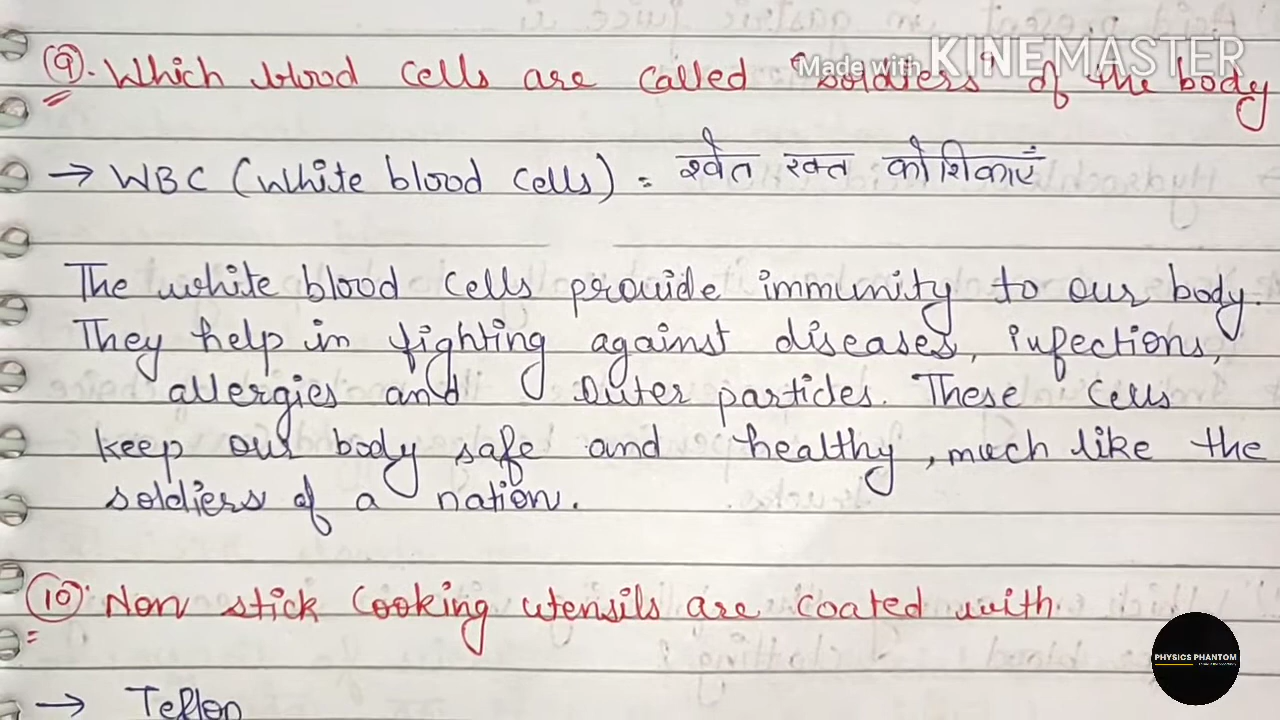 (9). Which blood cells are called "soldiers" of the body
Made with KINEMASTER
→ WBC (White blood cells) = श्वेत रक्त कोशिकाएं
The white blood cells provide immunity to our body.
They help in fighting against diseases, infections,
allergies and outer particles. These cells
keep our body safe and healthy, much like the
soldiers of a nation.
(10). Non stick cooking utensils are coated with
PHYSICS PHANTOM
→ Teflon